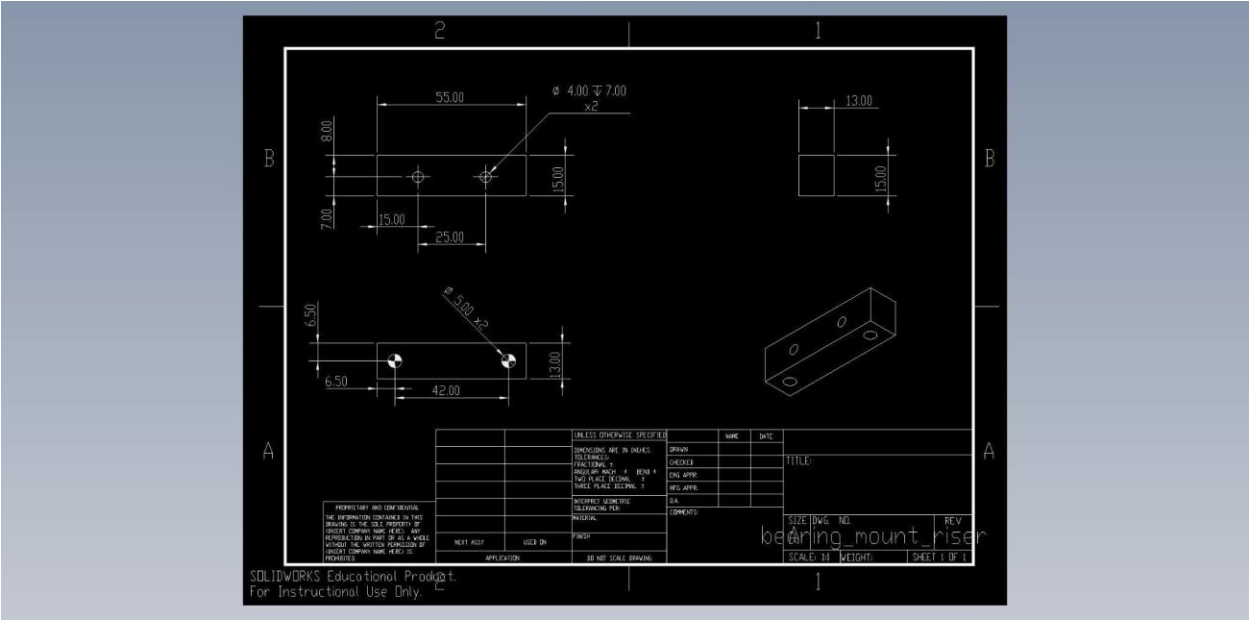 2 1
B B
55.00
ø 4.00 ↧ 7.00
x2
8.00
15.00
7.00
15.00
25.00
13.00
15.00
ø 5.00 x2
6.50
6.50
42.00
13.00
A A
UNLESS OTHERWISE SPECIFIED:
DIMENSIONS ARE IN INCHES
TOLERANCES:
FRACTIONAL ±
ANGULAR: MACH ± BEND ±
TWO PLACE DECIMAL ±
THREE PLACE DECIMAL ±
INTERPRET GEOMETRIC
TOLERANCING PER:
MATERIAL
FINISH
DO NOT SCALE DRAWING
NAME DATE
DRAWN
CHECKED
ENG APPR.
MFG APPR.
Q.A.
COMMENTS:
TITLE:
SIZE DWG. NO. REV
A
bearing_mount_riser
SCALE: 1:1 WEIGHT: SHEET 1 OF 1
PROPRIETARY AND CONFIDENTIAL
THE INFORMATION CONTAINED IN THIS
DRAWING IS THE SOLE PROPERTY OF
<INSERT COMPANY NAME HERE>. ANY
REPRODUCTION IN PART OR AS A WHOLE
WITHOUT THE WRITTEN PERMISSION OF
<INSERT COMPANY NAME HERE> IS
PROHIBITED.
NEXT ASSY USED ON
APPLICATION
SOLIDWORKS Educational Product.
For Instructional Use Only.
2 1